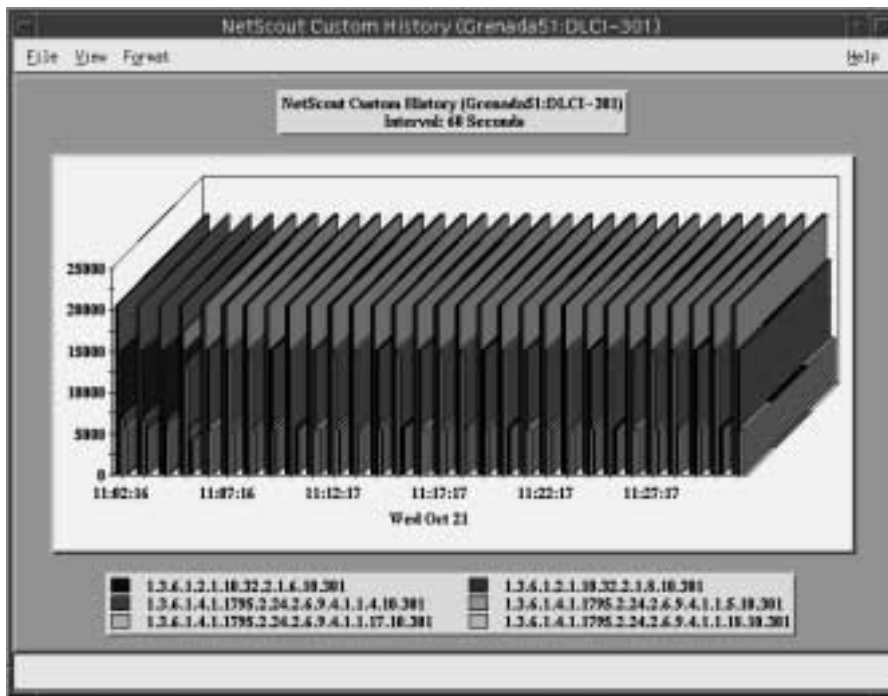 NetScout Custom History (Grenada51:DLCI-301)
File View Format Help
NetScout Custom History (Grenada51:DLCI-301)
Interval: 60 Seconds
25000
20000
15000
10000
5000
0
11:02:16 11:07:16 11:12:17 11:17:17 11:22:17 11:27:17
Wed Oct 21
1.3.6.1.2.1.10.32.2.1.6.10.301 1.3.6.1.2.1.10.32.2.1.8.10.301
1.3.6.1.4.1.1795.2.24.2.6.9.4.1.1.4.10.301 1.3.6.1.4.1.1795.2.24.2.6.9.4.1.1.5.10.301
1.3.6.1.4.1.1795.2.24.2.6.9.4.1.1.17.10.301 1.3.6.1.4.1.1795.2.24.2.6.9.4.1.1.18.10.301